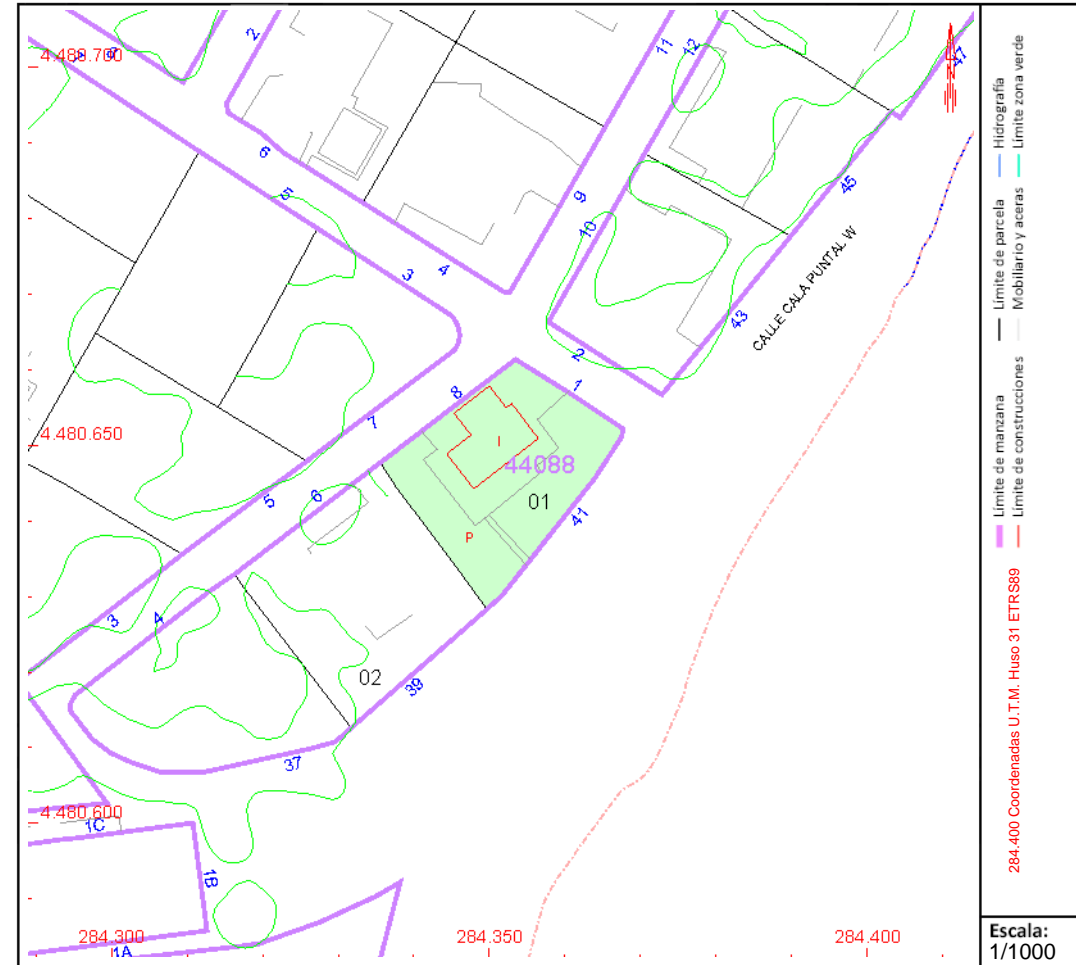 4.480.700
2
11
12
47
6
5
9
10
45
3
4
CALLE CALA PUNTAL W
43
2
1
8
7
4.480.650
I
44088
01
6
5
P
41
3
4
02
39
37
4.480.600
1C
1B
1A
284.300
284.350
284.400
Hidrografía
Límite zona verde
Límite de parcela
Mobiliario y aceras
Límite de manzana
Límite de construcciones
284.400 Coordenadas U.T.M. Huso 31 ETRS89
Escala:
1/1000